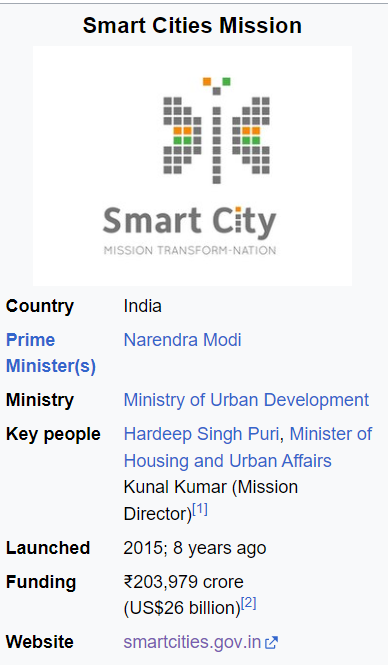 Smart Cities Mission
Smart City
MISSION TRANSFORM-NATION
Country India
Prime Narendra Modi
Minister(s)
Ministry Ministry of Urban Development
Key people Hardeep Singh Puri, Minister of
Housing and Urban Affairs
Kunal Kumar (Mission
Director)[1]
Launched 2015; 8 years ago
Funding ₹203,979 crore
(US$26 billion)[2]
Website smartcities.gov.in